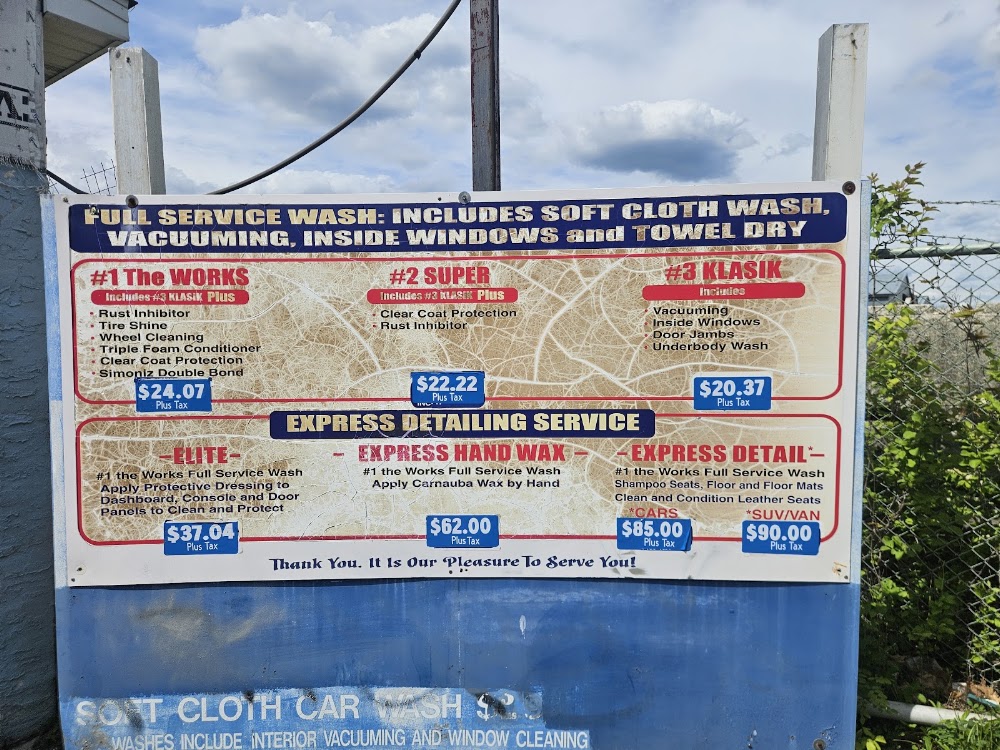 FULL SERVICE WASH: INCLUDES SOFT CLOTH WASH,
VACUUMING, INSIDE WINDOWS and TOWEL DRY
#1 The WORKS
Includes #3 KLASIK Plus
· Rust Inhibitor
· Tire Shine
· Wheel Cleaning
· Triple Foam Conditioner
· Clear Coat Protection
· Simoniz Double Bond
$24.07
Plus Tax
#2 SUPER
Includes #3 KLASIK Plus
· Clear Coat Protection
· Rust Inhibitor
$22.22
Plus Tax
#3 KLASIK
Includes
· Vacuuming
· Inside Windows
· Door Jambs
· Underbody Wash
$20.37
Plus Tax
EXPRESS DETAILING SERVICE
-ELITE-
#1 the Works Full Service Wash
Apply Protective Dressing to
Dashboard, Console and Door
Panels to Clean and Protect
$37.04
Plus Tax
- EXPRESS HAND WAX -
#1 the Works Full Service Wash
Apply Carnauba Wax by Hand
$62.00
Plus Tax
-EXPRESS DETAIL*-
#1 the Works Full Service Wash
Shampoo Seats, Floor and Floor Mats
Clean and Condition Leather Seats
*CARS
$85.00
Plus Tax
*SUV/VAN
$90.00
Plus Tax
Thank You. It Is Our Pleasure To Serve You!
SOFT CLOTH CAR WASH
WASHES INCLUDE INTERIOR VACUUMING AND WINDOW CLEANING